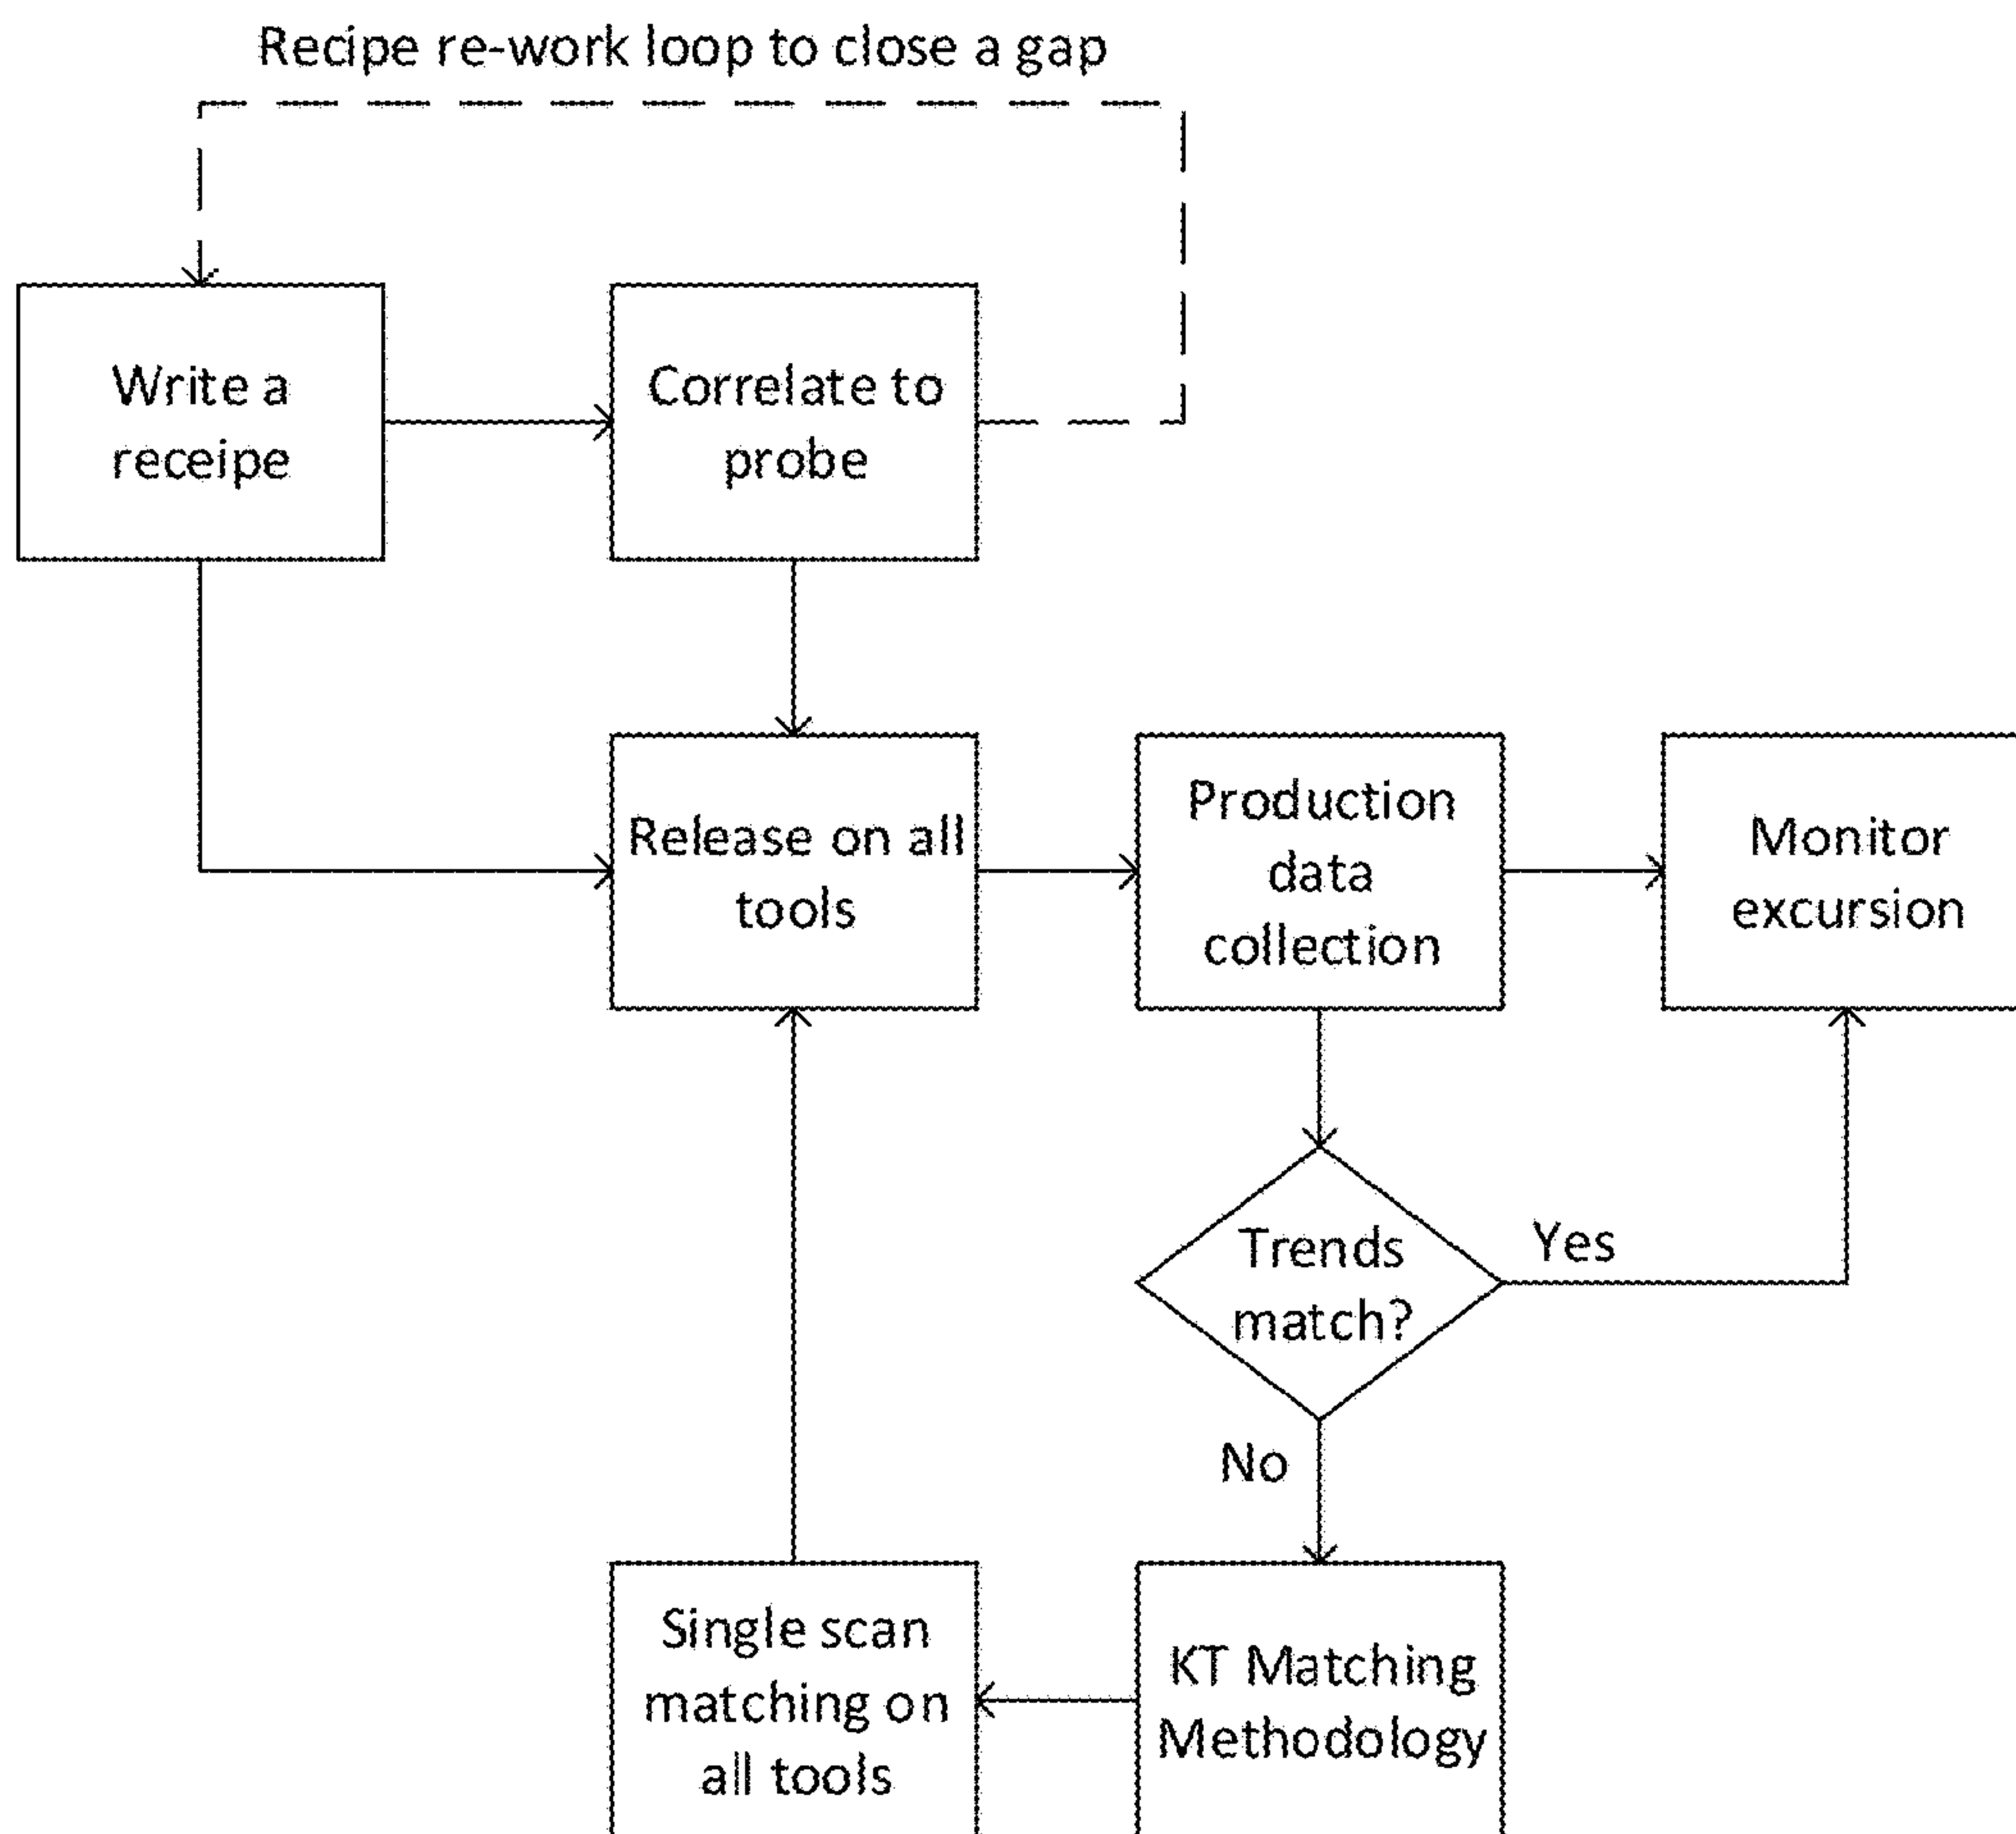 Recipe re-work loop to close a gap
Write a
receipe
Correlate to
probe
Release on all
tools
Production
data
collection
Monitor
excursion
Trends
match?
Yes
No
Single scan
matching on
all tools
KT Matching
Methodology